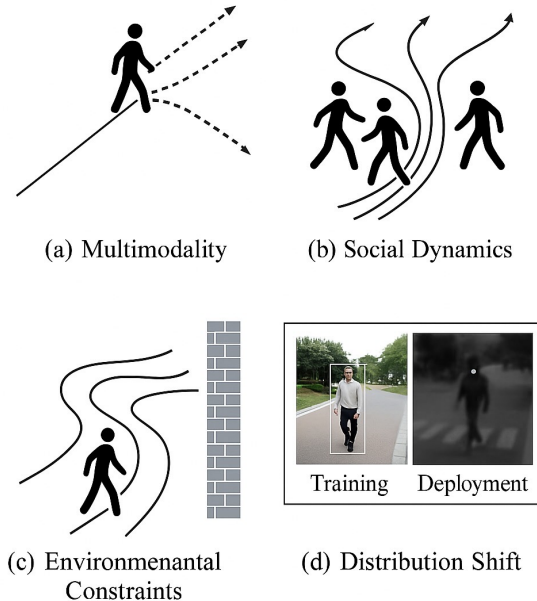 (a) Multimodality
(b) Social Dynamics
Training
Deployment
(c) Environmenantal
Constraints
(d) Distribution Shift